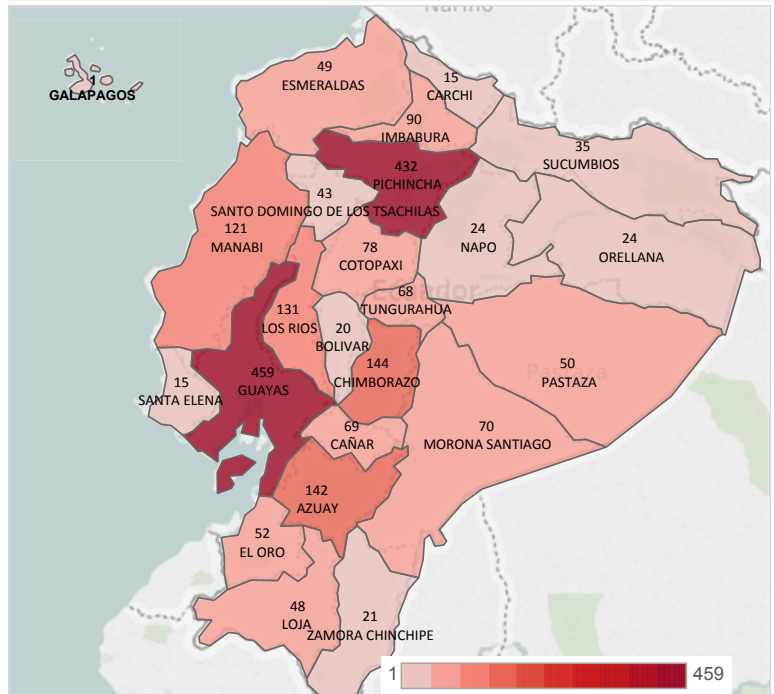 Nariño
1
GALAPAGOS
49
ESMERALDAS
15
CARCHI
90
IMBABURA
35
SUCUMBIOS
432
PICHINCHA
43
SANTO DOMINGO DE LOS TSACHILAS
121
MANABI
24
NAPO
24
ORELLANA
78
COTOPAXI
Ecuador
68
TUNGURAHUA
131
LOS RIOS
20
BOLIVAR
144
CHIMBORAZO
50
Pastaza
PASTAZA
15
SANTA ELENA
459
GUAYAS
69
CAÑAR
70
MORONA SANTIAGO
142
AZUAY
52
EL ORO
48
LOJA
21
ZAMORA CHINCHIPE
1
459